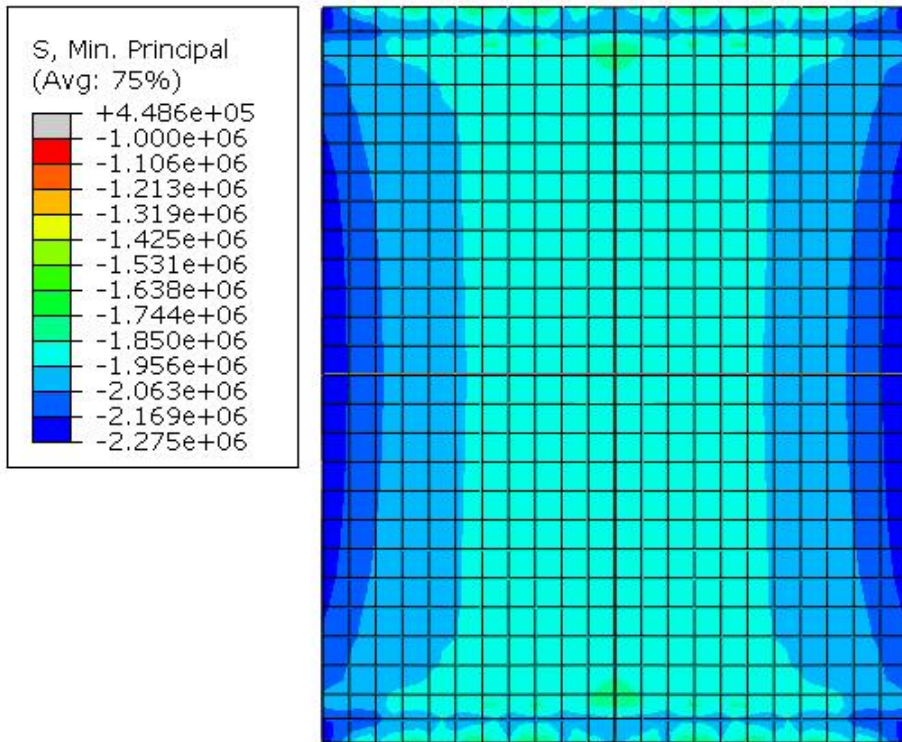 S, Min. Principal
(Avg: 75%)
+4.486e+05
-1.000e+06
-1.106e+06
-1.213e+06
-1.319e+06
-1.425e+06
-1.531e+06
-1.638e+06
-1.744e+06
-1.850e+06
-1.956e+06
-2.063e+06
-2.169e+06
-2.275e+06